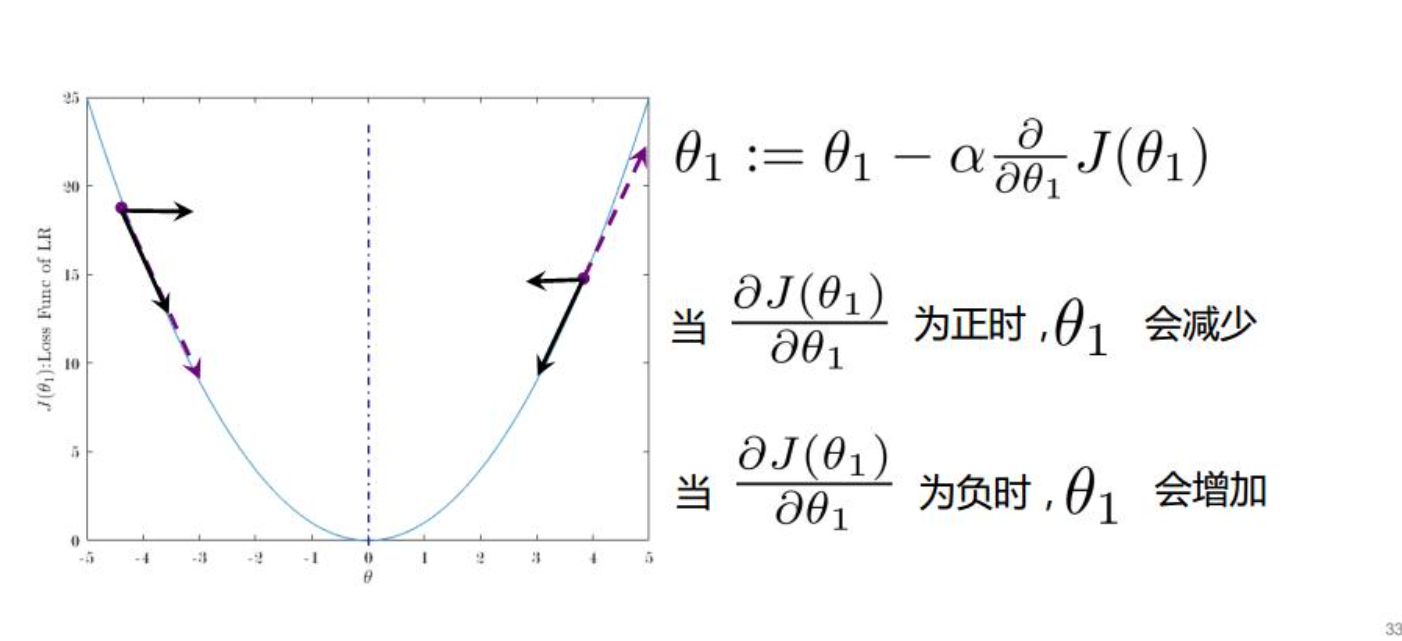 25
20
15
10
5
0
-5 -4 -3 -2 -1 0 1 2 3 4 5
θ
J(θ₁):Loss Func of LR
θ₁ := θ₁ − α ∂/∂θ₁ J(θ₁)
当 ∂J(θ₁)/∂θ₁ 为正时 , θ₁ 会减少
当 ∂J(θ₁)/∂θ₁ 为负时 , θ₁ 会增加
33